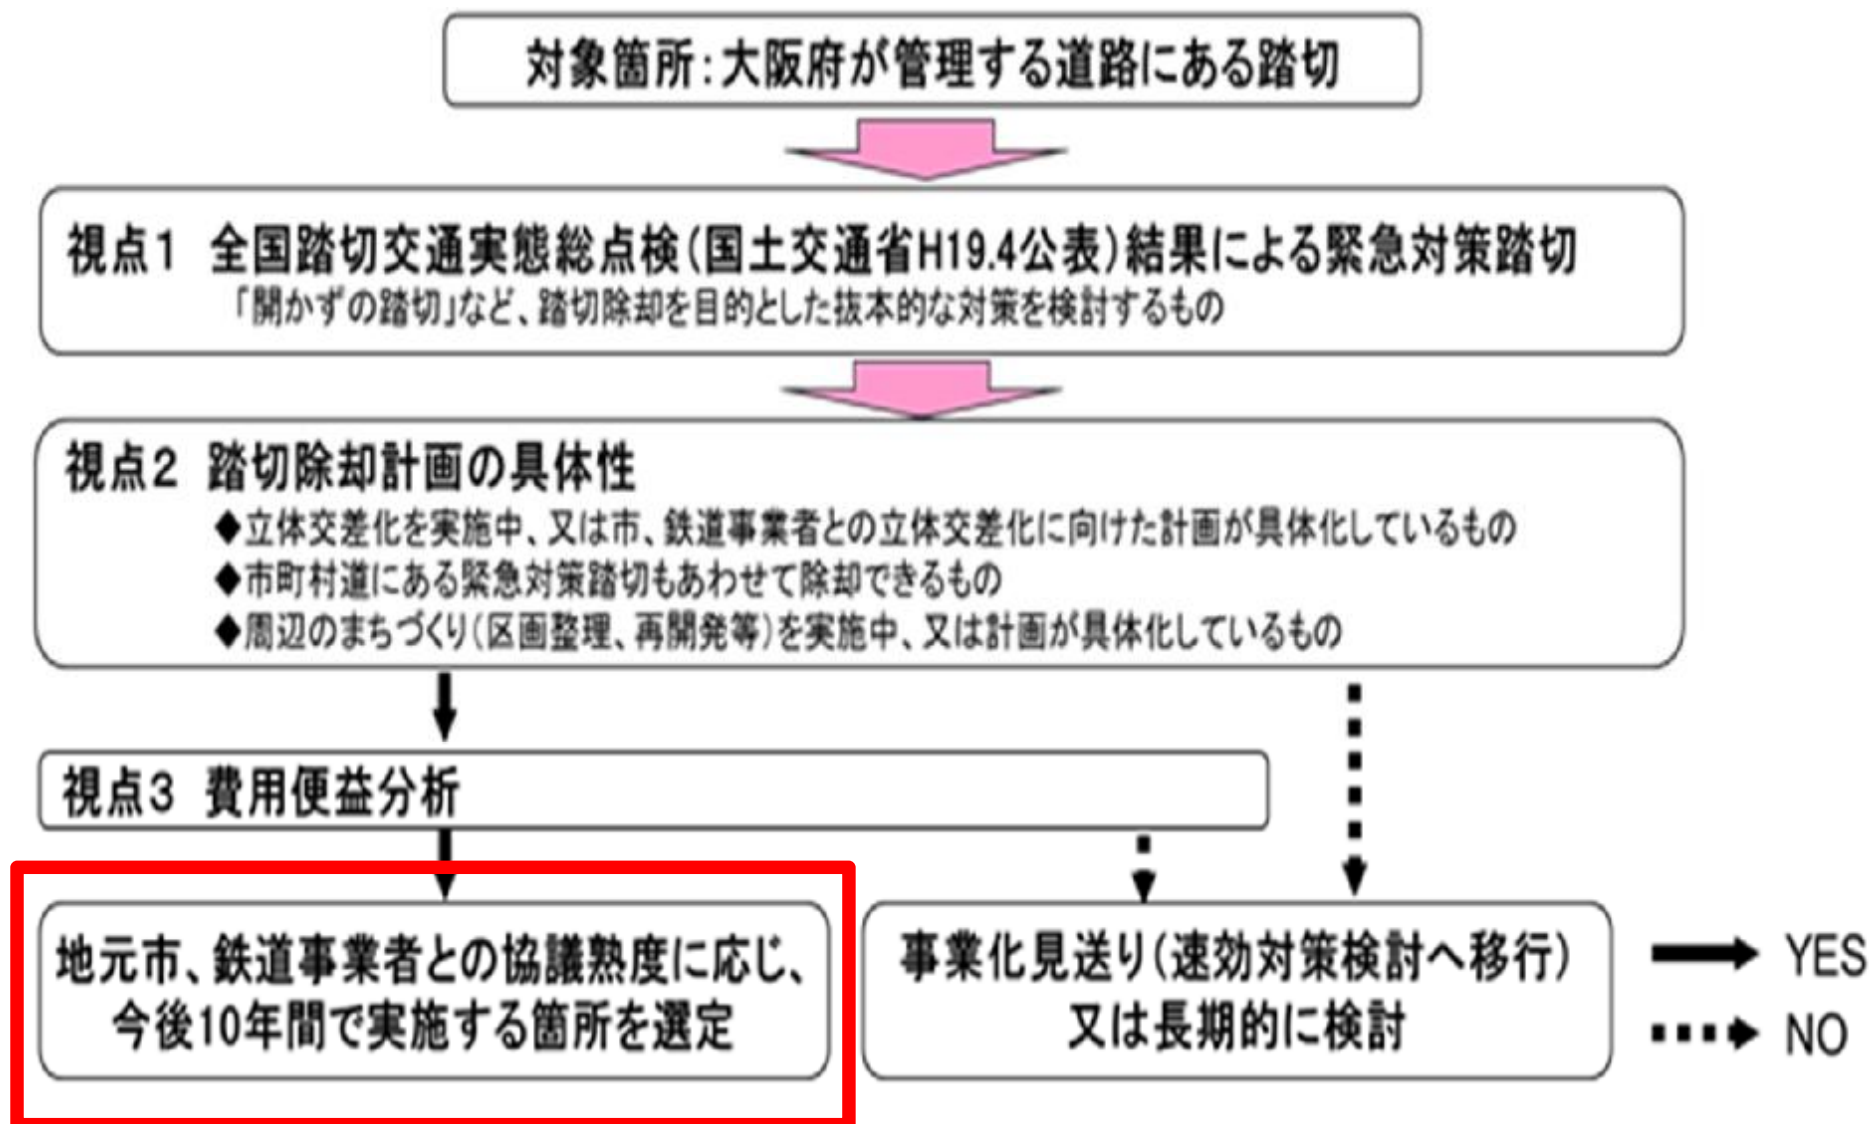 対象箇所：大阪府が管理する道路にある踏切
視点1 全国踏切交通実態総点検（国土交通省H19.4公表）結果による緊急対策踏切
「開かずの踏切」など、踏切除却を目的とした抜本的な対策を検討するもの
視点2 踏切除却計画の具体性
◆立体交差化を実施中、又は市、鉄道事業者との立体交差化に向けた計画が具体化しているもの
◆市町村道にある緊急対策踏切もあわせて除却できるもの
◆周辺のまちづくり（区画整理、再開発等）を実施中、又は計画が具体化しているもの
視点3 費用便益分析
地元市、鉄道事業者との協議熟度に応じ、
今後10年間で実施する箇所を選定
事業化見送り（速効対策検討へ移行）
又は長期的に検討
YES
NO